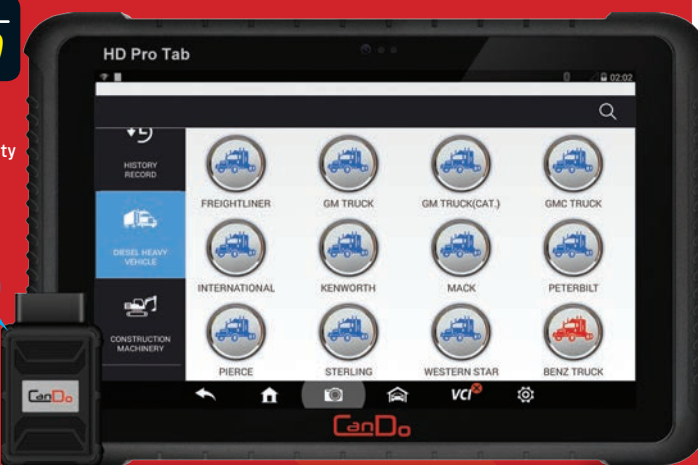 HD Pro Tab
02:02
ty
HISTORY
RECORD
DIESEL HEAVY
VEHICLE
CONSTRUCTION
MACHINERY
FREIGHTLINER
GM TRUCK
GM TRUCK(CAT.)
GMC TRUCK
INTERNATIONAL
KENWORTH
MACK
PETERBILT
PIERCE
STERLING
WESTERN STAR
BENZ TRUCK
VCI
CanDo
CanDo